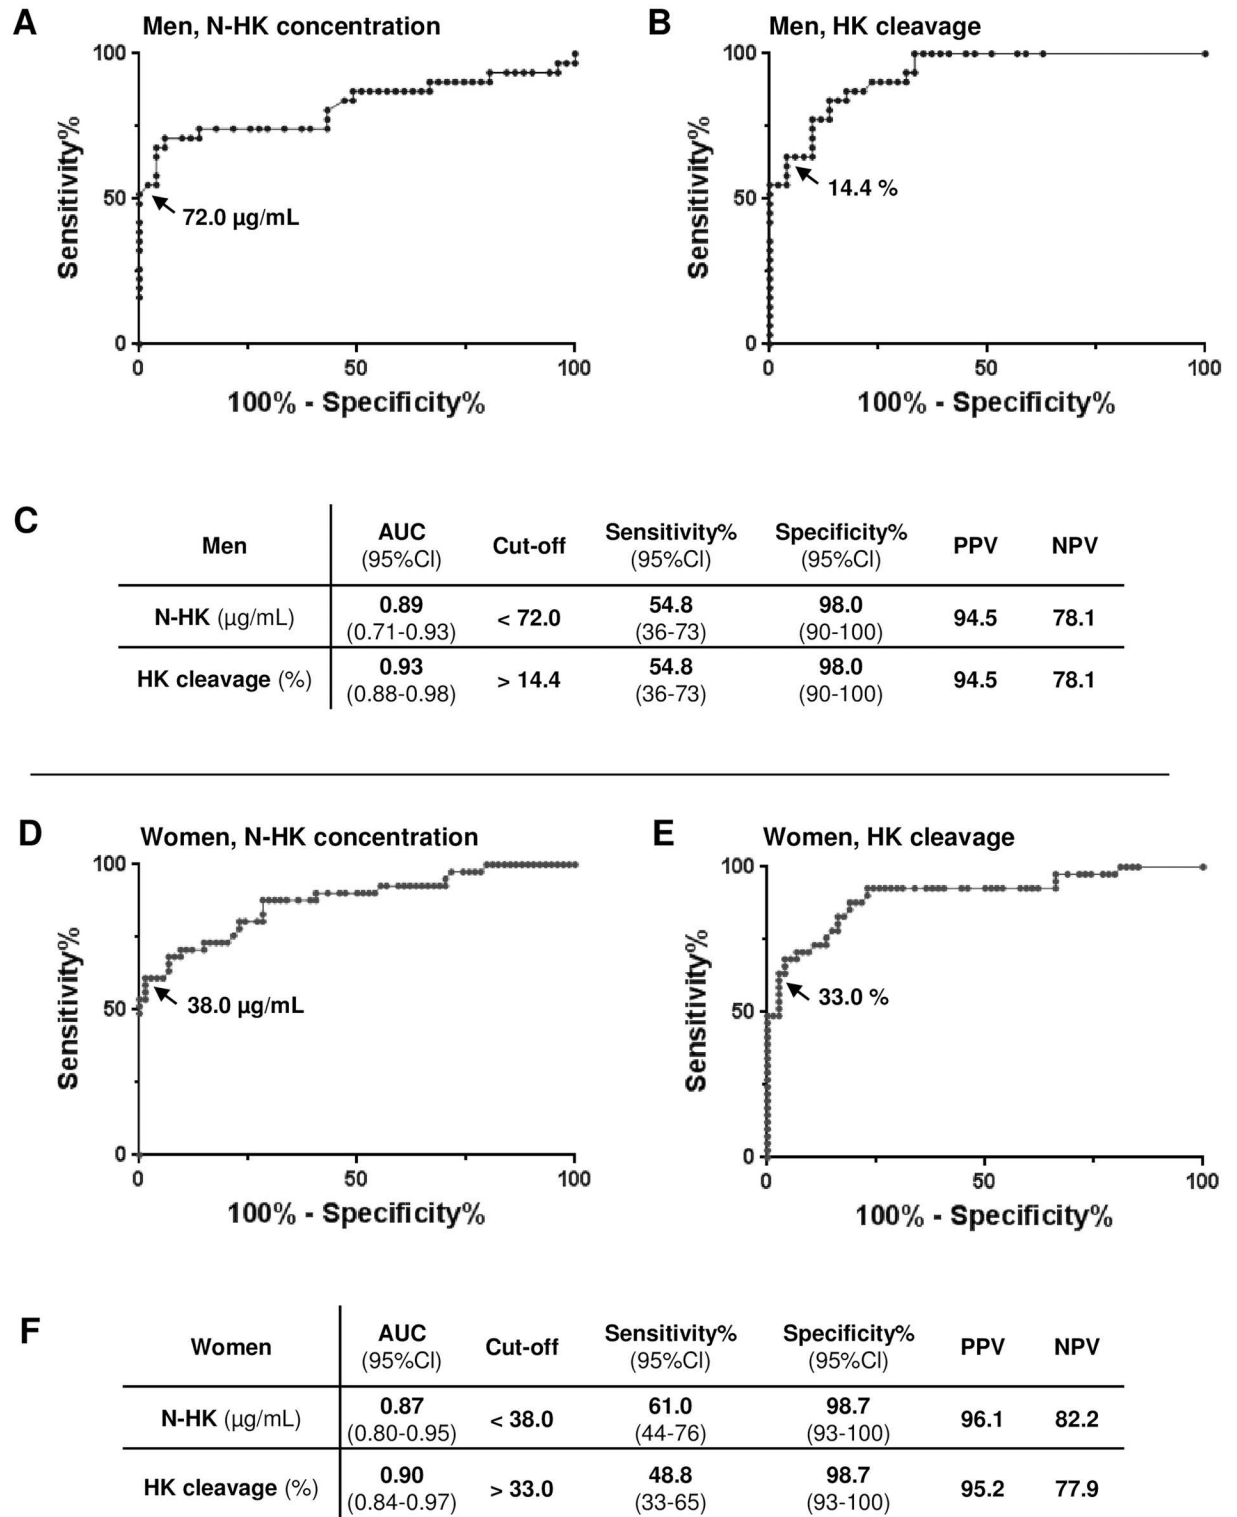 A
Men, N-HK concentration
100
50
0
Sensitivity%
72.0 µg/mL
0
50
100
100% - Specificity%
B
Men, HK cleavage
100
50
0
Sensitivity%
14.4 %
0
50
100
100% - Specificity%
C
Men AUC (95%CI) Cut-off Sensitivity% (95%CI) Specificity% (95%CI) PPV NPV
N-HK (µg/mL) 0.89 (0.71-0.93) < 72.0 54.8 (36-73) 98.0 (90-100) 94.5 78.1
HK cleavage (%) 0.93 (0.88-0.98) > 14.4 54.8 (36-73) 98.0 (90-100) 94.5 78.1
D
Women, N-HK concentration
100
50
0
Sensitivity%
38.0 µg/mL
0
50
100
100% - Specificity%
E
Women, HK cleavage
100
50
0
Sensitivity%
33.0 %
0
50
100
100% - Specificity%
F
Women AUC (95%CI) Cut-off Sensitivity% (95%CI) Specificity% (95%CI) PPV NPV
N-HK (µg/mL) 0.87 (0.80-0.95) < 38.0 61.0 (44-76) 98.7 (93-100) 96.1 82.2
HK cleavage (%) 0.90 (0.84-0.97) > 33.0 48.8 (33-65) 98.7 (93-100) 95.2 77.9